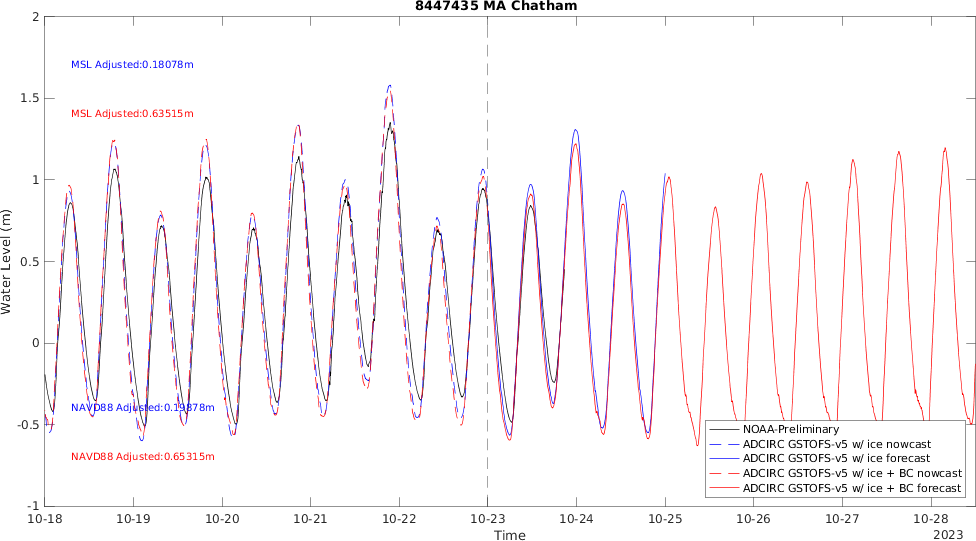 8447435 MA Chatham
2
1.5
1
0.5
0
-0.5
-1
Water Level (m)
MSL Adjusted:0.18078m
MSL Adjusted:0.63515m
NAVD88 Adjusted:0.19878m
NAVD88 Adjusted:0.65315m
NOAA-Preliminary
ADCIRC GSTOFS-v5 w/ ice nowcast
ADCIRC GSTOFS-v5 w/ ice forecast
ADCIRC GSTOFS-v5 w/ ice + BC nowcast
ADCIRC GSTOFS-v5 w/ ice + BC forecast
10-18 10-19 10-20 10-21 10-22 10-23 10-24 10-25 10-26 10-27 10-28
2023
Time